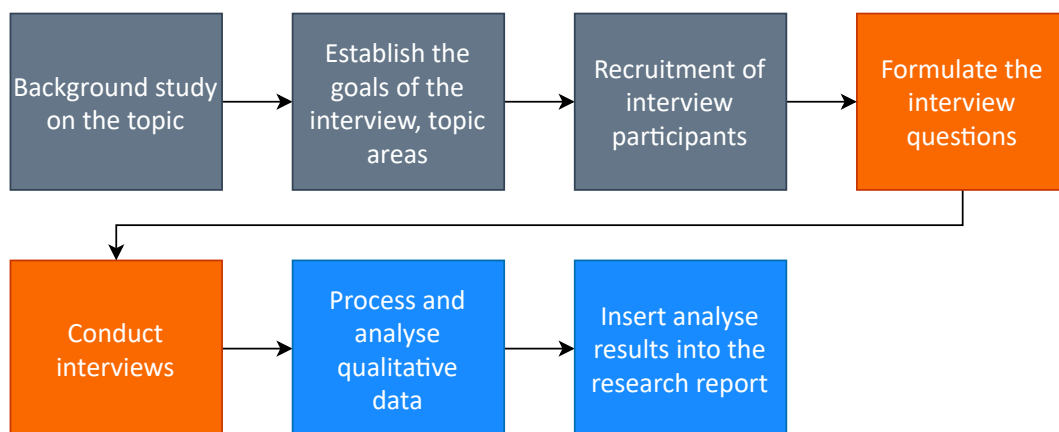 Background study
on the topic
Establish the
goals of the
interview, topic
areas
Recruitment of
interview
participants
Formulate the
interview
questions
Conduct
interviews
Process and
analyse
qualitative
data
Insert analyse
results into the
research report